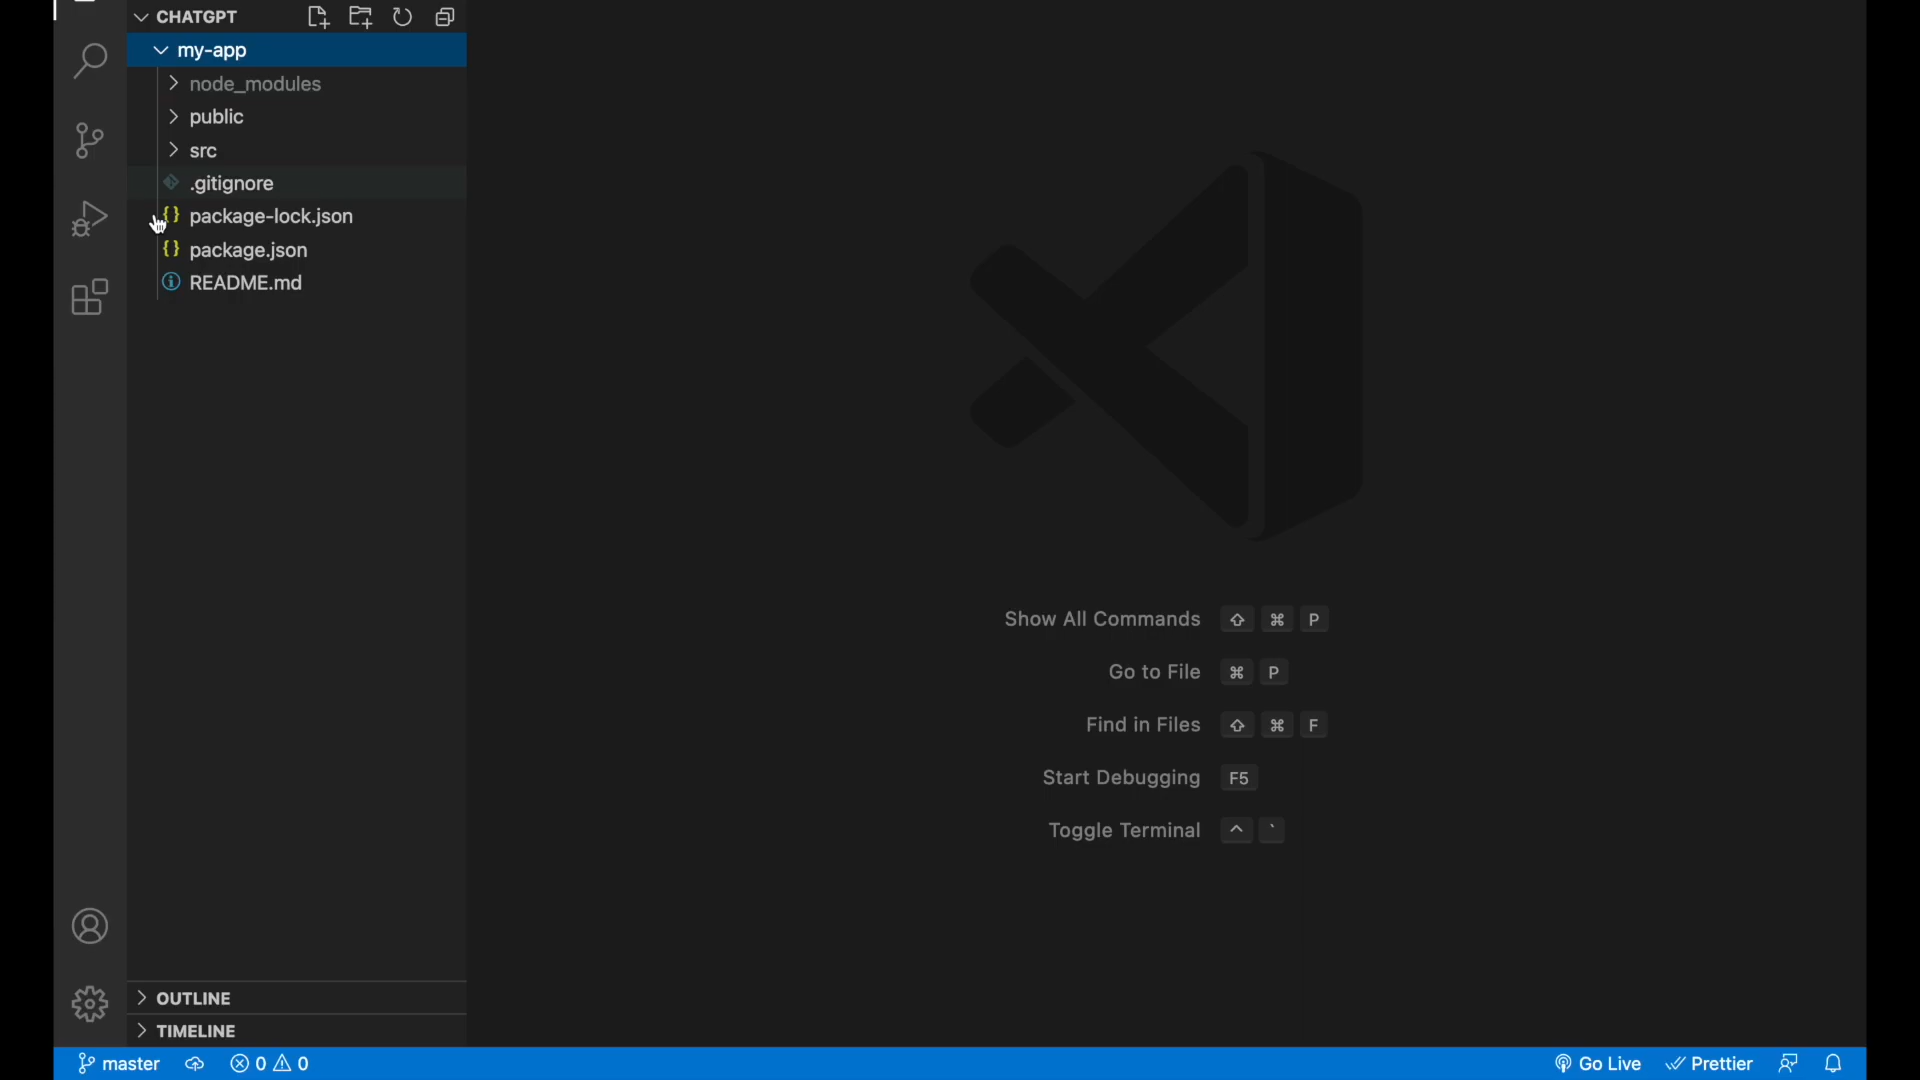 CHATGPT
my-app
node_modules
public
src
.gitignore
package-lock.json
package.json
README.md
Show All Commands ⇧ ⌘ P
Go to File ⌘ P
Find in Files ⇧ ⌘ F
Start Debugging F5
Toggle Terminal ^ `
OUTLINE
TIMELINE
master 0 0 Go Live Prettier